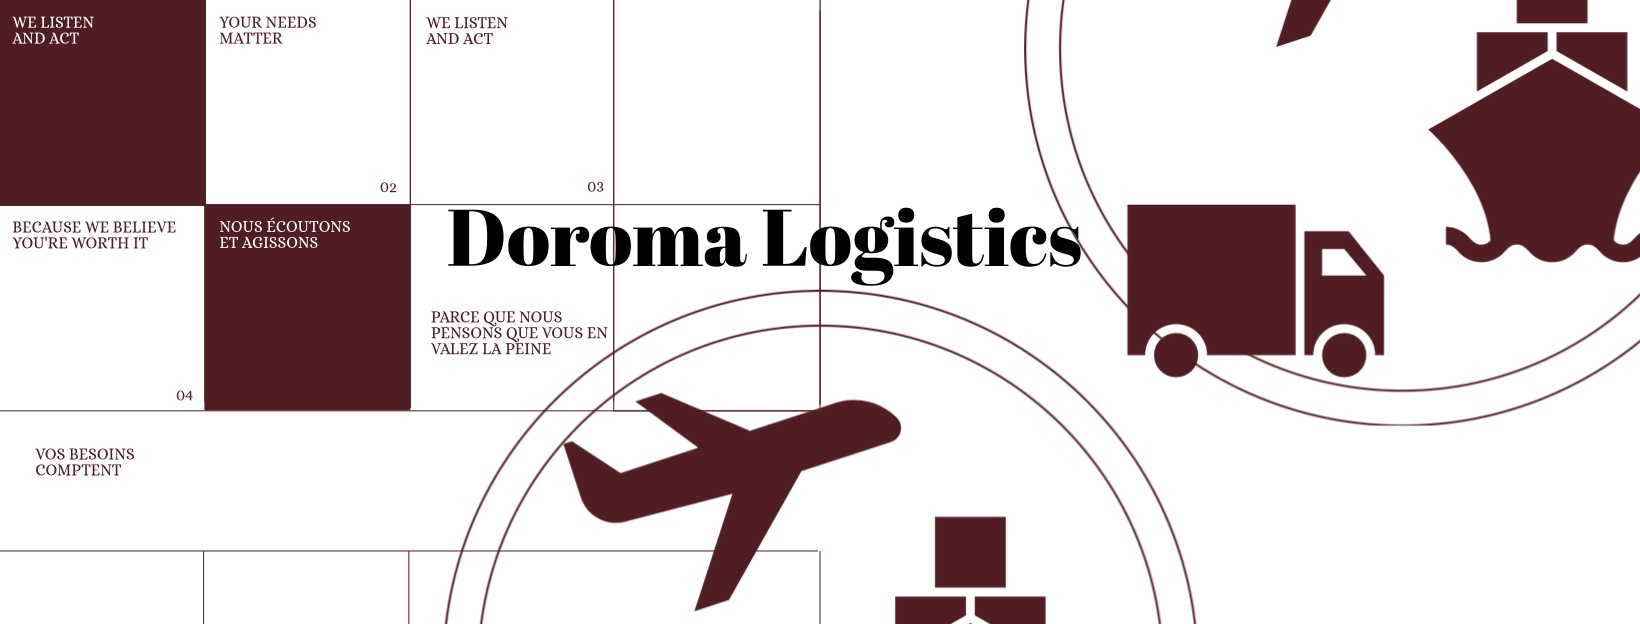 WE LISTEN
AND ACT
YOUR NEEDS
MATTER
02
WE LISTEN
AND ACT
03
BECAUSE WE BELIEVE
YOU'RE WORTH IT
04
NOUS ÉCOUTONS
ET AGISSONS
Doroma Logistics
PARCE QUE NOUS
PENSONS QUE VOUS EN
VALEZ LA PEINE
VOS BESOINS
COMPTENT